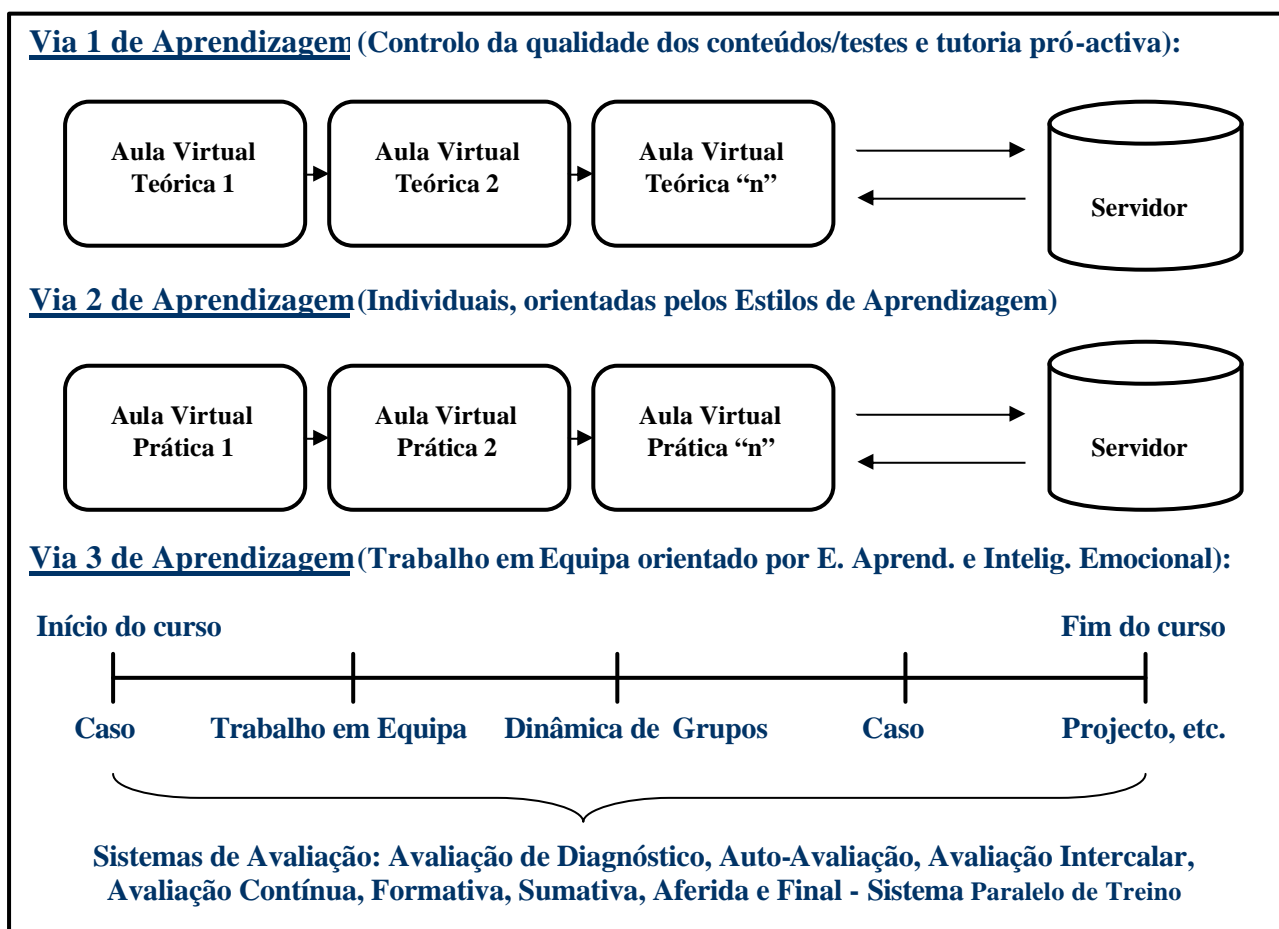 Via 1 de Aprendizagem (Controlo da qualidade dos conteúdos/testes e tutoria pró-activa):
Aula Virtual
Teórica 1
Aula Virtual
Teórica 2
Aula Virtual
Teórica “n”
Servidor
Via 2 de Aprendizagem (Individuais, orientadas pelos Estilos de Aprendizagem)
Aula Virtual
Prática 1
Aula Virtual
Prática 2
Aula Virtual
Prática “n”
Servidor
Via 3 de Aprendizagem (Trabalho em Equipa orientado por E. Aprend. e Intelig. Emocional):
Início do curso
Fim do curso
Caso
Trabalho em Equipa
Dinâmica de Grupos
Caso
Projecto, etc.
Sistemas de Avaliação: Avaliação de Diagnóstico, Auto-Avaliação, Avaliação Intercalar,
Avaliação Contínua, Formativa, Sumativa, Aferida e Final - Sistema Paralelo de Treino